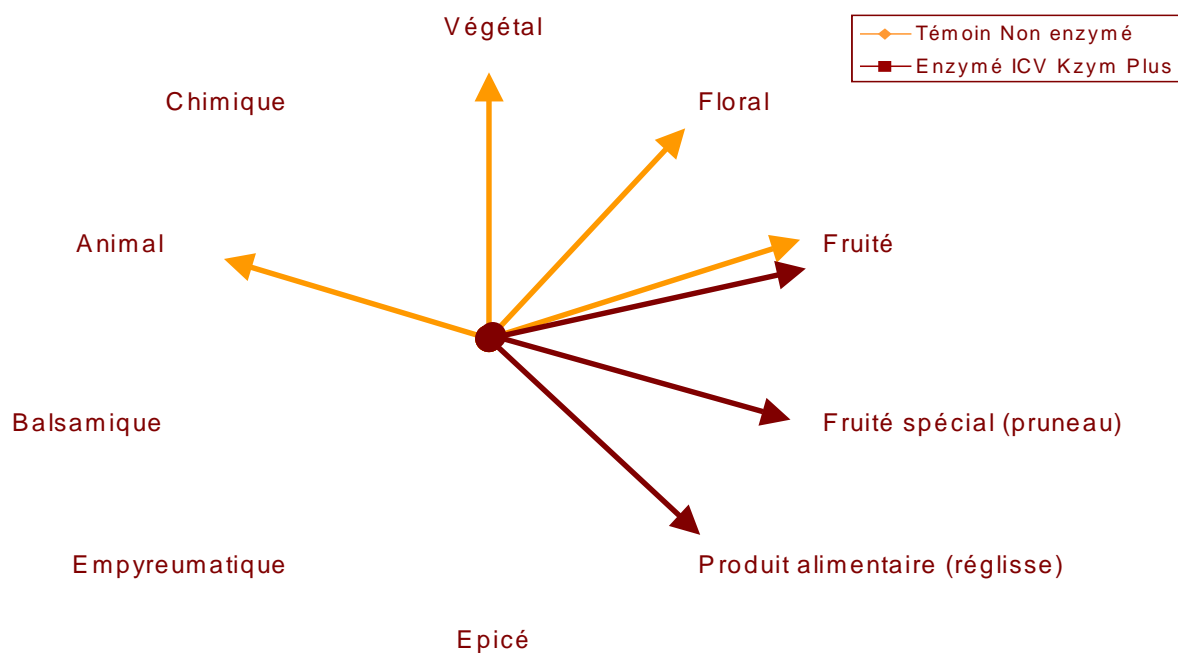 Végétal
Témoin Non enzymé
Enzymé ICV Kzym Plus
Chimique
Floral
Animal
Fruité
Balsamique
Fruité spécial (pruneau)
Empyreumatique
Produit alimentaire (réglisse)
Epicé